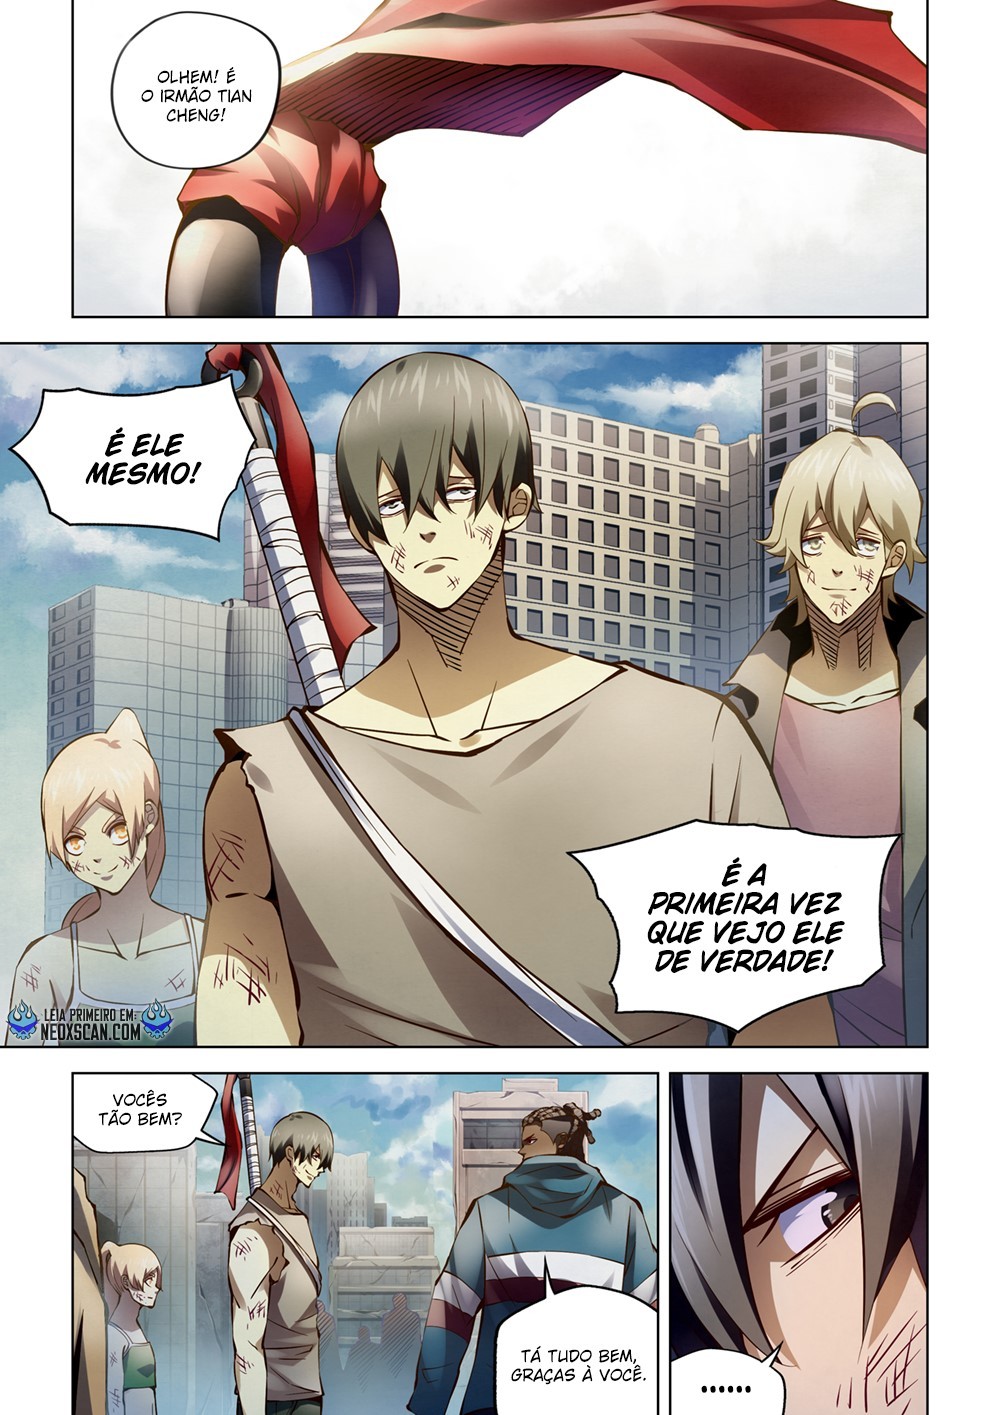 OLHEM! É
O IRMÃO TIAN
CHENG!
É ELE
MESMO!
É A
PRIMEIRA VEZ
QUE VEJO ELE
DE VERDADE!
LEIA PRIMEIRO EM:
NEOXSCAN.COM
VOCÊS
TÃO BEM?
TÁ TUDO BEM,
GRAÇAS À VOCÊ.
......